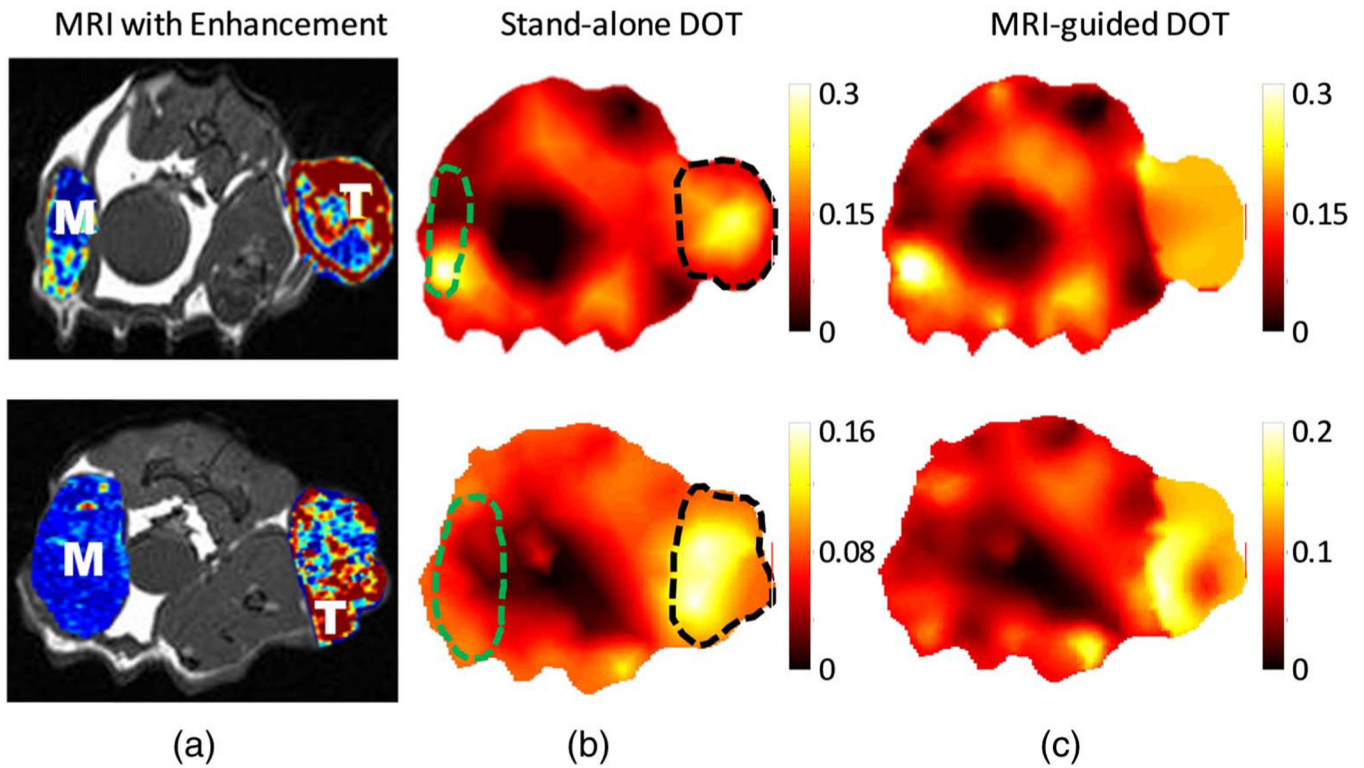 MRI with Enhancement
Stand-alone DOT
MRI-guided DOT
M
T
0.3
0.15
0
0.3
0.15
0
M
T
0.16
0.08
0
0.2
0.1
0
(a)
(b)
(c)